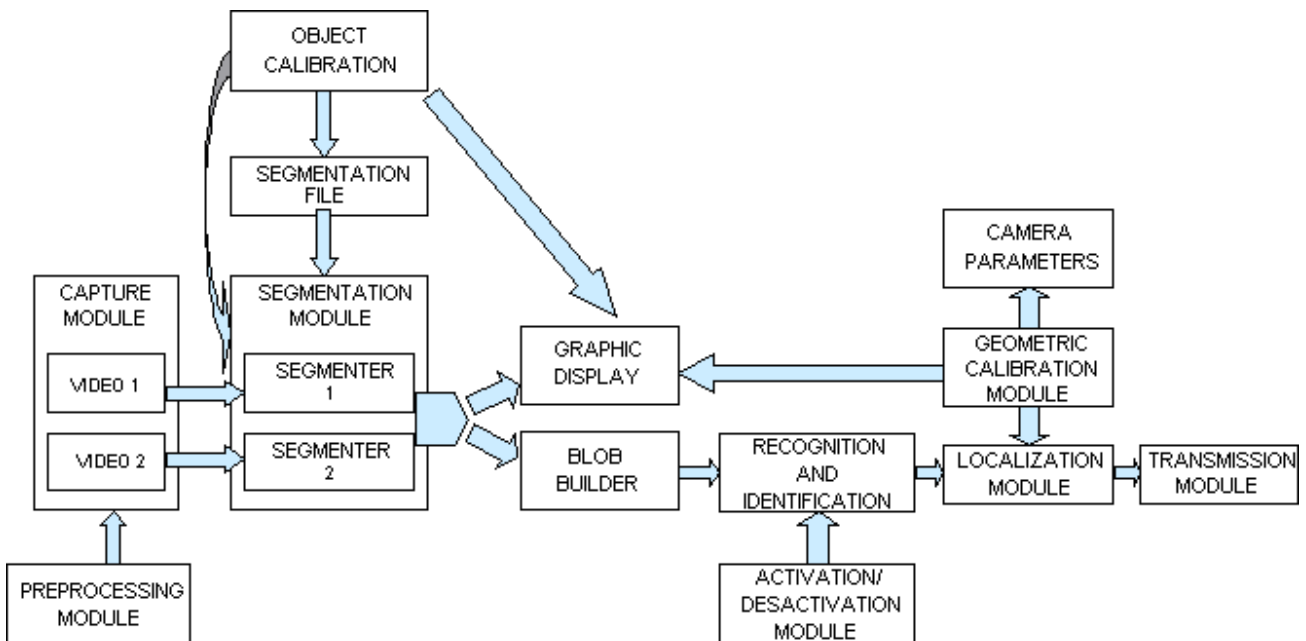 OBJECT
CALIBRATION
SEGMENTATION
FILE
CAPTURE
MODULE
VIDEO 1
VIDEO 2
SEGMENTATION
MODULE
SEGMENTER
1
SEGMENTER
2
GRAPHIC
DISPLAY
BLOB
BUILDER
CAMERA
PARAMETERS
GEOMETRIC
CALIBRATION
MODULE
RECOGNITION
AND
IDENTIFICATION
LOCALIZATION
MODULE
TRANSMISSION
MODULE
PREPROCESSING
MODULE
ACTIVATION/
DESACTIVATION
MODULE